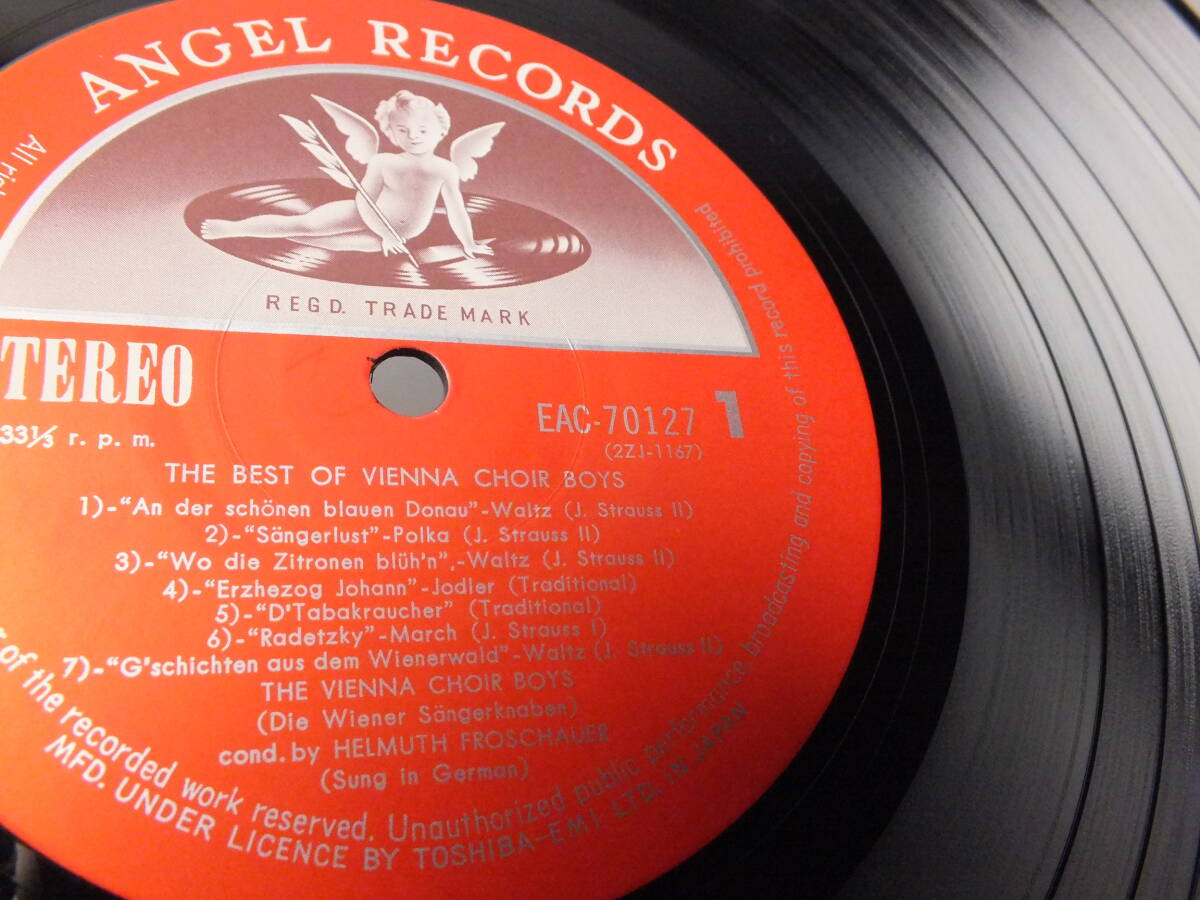 ANGEL RECORDS
REGD. TRADE MARK
TEREO
33⅓ r. p. m.
EAC-70127 1
(2ZJ-1167)
THE BEST OF VIENNA CHOIR BOYS
1)-“An der schönen blauen Donau”-Waltz (J. Strauss II)
2)-“Sängerlust”-Polka (J. Strauss II)
3)-“Wo die Zitronen blüh'n”,-Waltz (J. Strauss II)
4)-“Erzhezog Johann”-Jodler (Traditional)
5)-“D'Tabakraucher” (Traditional)
6)-“Radetzky”-March (J. Strauss I)
7)-“G'schichten aus dem Wienerwald”-Waltz (J. Strauss II)
THE VIENNA CHOIR BOYS
(Die Wiener Sängerknaben)
cond. by HELMUTH FROSCHAUER
(Sung in German)
All
of the recorded work reserved. Unauthorized public performance broadcasting and copying of this record prohibited
MFD. UNDER LICENCE BY TOSHIBA-EMI LTD. IN JAPAN